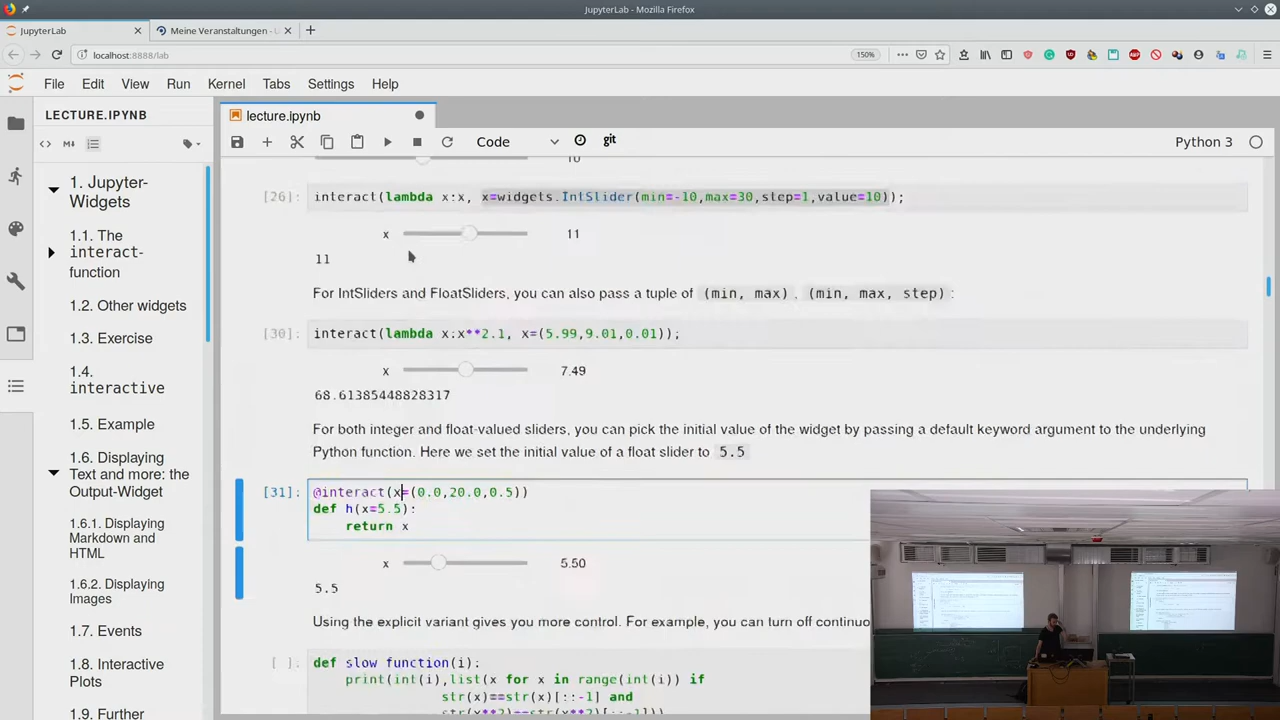 JupyterLab - Mozilla Firefox
JupyterLab
Meine Veranstaltungen - U
localhost:8888/lab
150%
File Edit View Run Kernel Tabs Settings Help
LECTURE.IPYNB
lecture.ipynb
Code
git
Python 3
1. Jupyter-
Widgets
1.1. The
interact-
function
1.2. Other widgets
1.3. Exercise
1.4.
interactive
1.5. Example
1.6. Displaying
Text and more: the
Output-Widget
1.6.1. Displaying
Markdown and
HTML
1.6.2. Displaying
Images
1.7. Events
1.8. Interactive
Plots
1.9. Further
10
[26]: interact(lambda x:x, x=widgets.IntSlider(min=-10,max=30,step=1,value=10));
x 11
11
For IntSliders and FloatSliders, you can also pass a tuple of (min, max), (min, max, step):
[30]: interact(lambda x:x**2.1, x=(5.99,9.01,0.01));
x 7.49
68.61385448828317
For both integer and float-valued sliders, you can pick the initial value of the widget by passing a default keyword argument to the underlying
Python function. Here we set the initial value of a float slider to 5.5
[31]: @interact(x=(0.0,20.0,0.5))
def h(x=5.5):
return x
x 5.50
5.5
Using the explicit variant gives you more control. For example, you can turn off continuo
[ ]: def slow_function(i):
print(int(i),list(x for x in range(int(i)) if
str(x)==str(x)[::-1] and
str(x**2)==str(x**2)[::-1]))